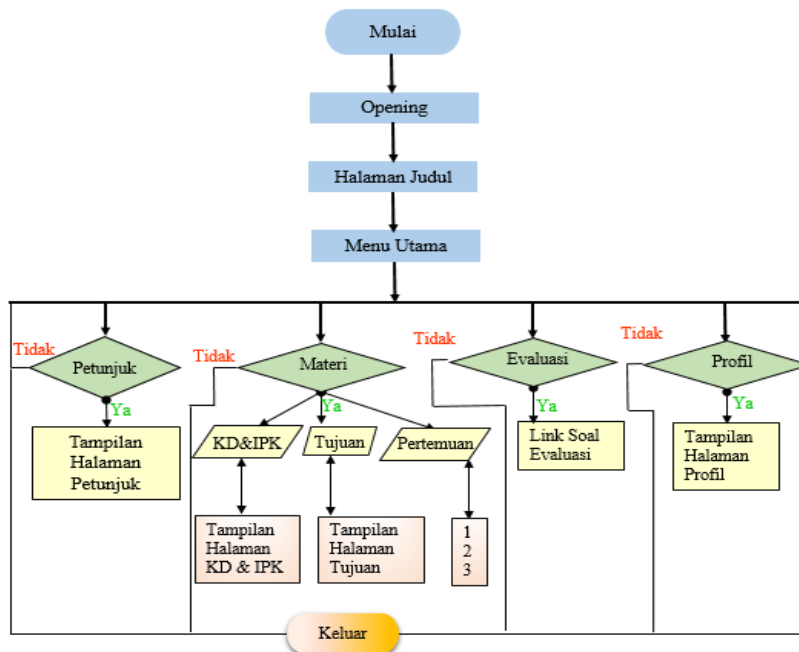 Mulai
Opening
Halaman Judul
Menu Utama
Tidak
Petunjuk
Ya
Tampilan
Halaman
Petunjuk
Tidak
Materi
Ya
KD&IPK
Tujuan
Pertemuan
Tampilan
Halaman
KD & IPK
Tampilan
Halaman
Tujuan
1
2
3
Tidak
Evaluasi
Ya
Link Soal
Evaluasi
Tidak
Profil
Ya
Tampilan
Halaman
Profil
Keluar